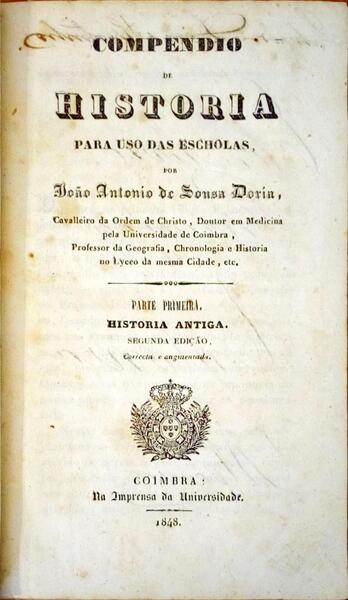 COMPENDIO
DE
HISTORIA
PARA USO DAS ESCHOLAS,
POR
João Antonio de Sousa Doria,
Cavalleiro da Ordem de Christo, Doutor em Medicina
pela Universidade de Coimbra,
Professor da Geografia, Chronologia e Historia
no Lyceo da mesma Cidade, etc.
PARTE PRIMEIRA.
HISTORIA ANTIGA.
SEGUNDA EDIÇÃO,
Correcta e augmentada.
COIMBRA:
Na Imprensa da Universidade.
1848.